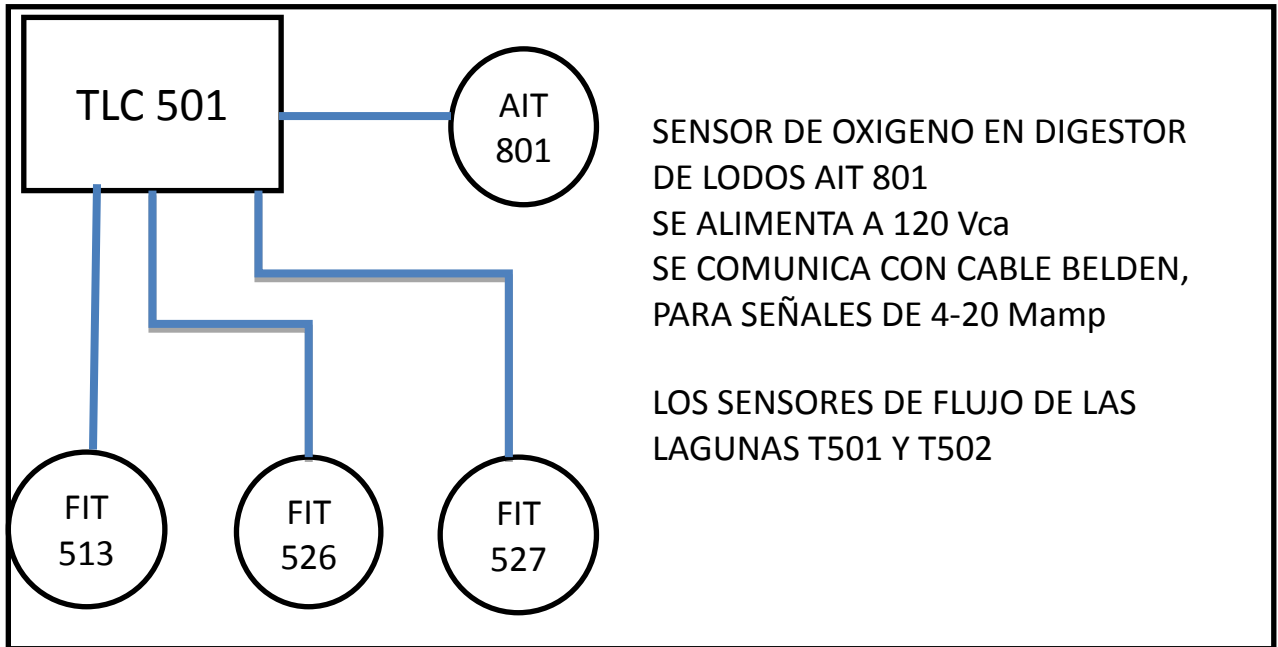 TLC 501
AIT
801
SENSOR DE OXIGENO EN DIGESTOR
DE LODOS AIT 801
SE ALIMENTA A 120 Vca
SE COMUNICA CON CABLE BELDEN,
PARA SEÑALES DE 4-20 Mamp
LOS SENSORES DE FLUJO DE LAS
LAGUNAS T501 Y T502
FIT
513
FIT
526
FIT
527